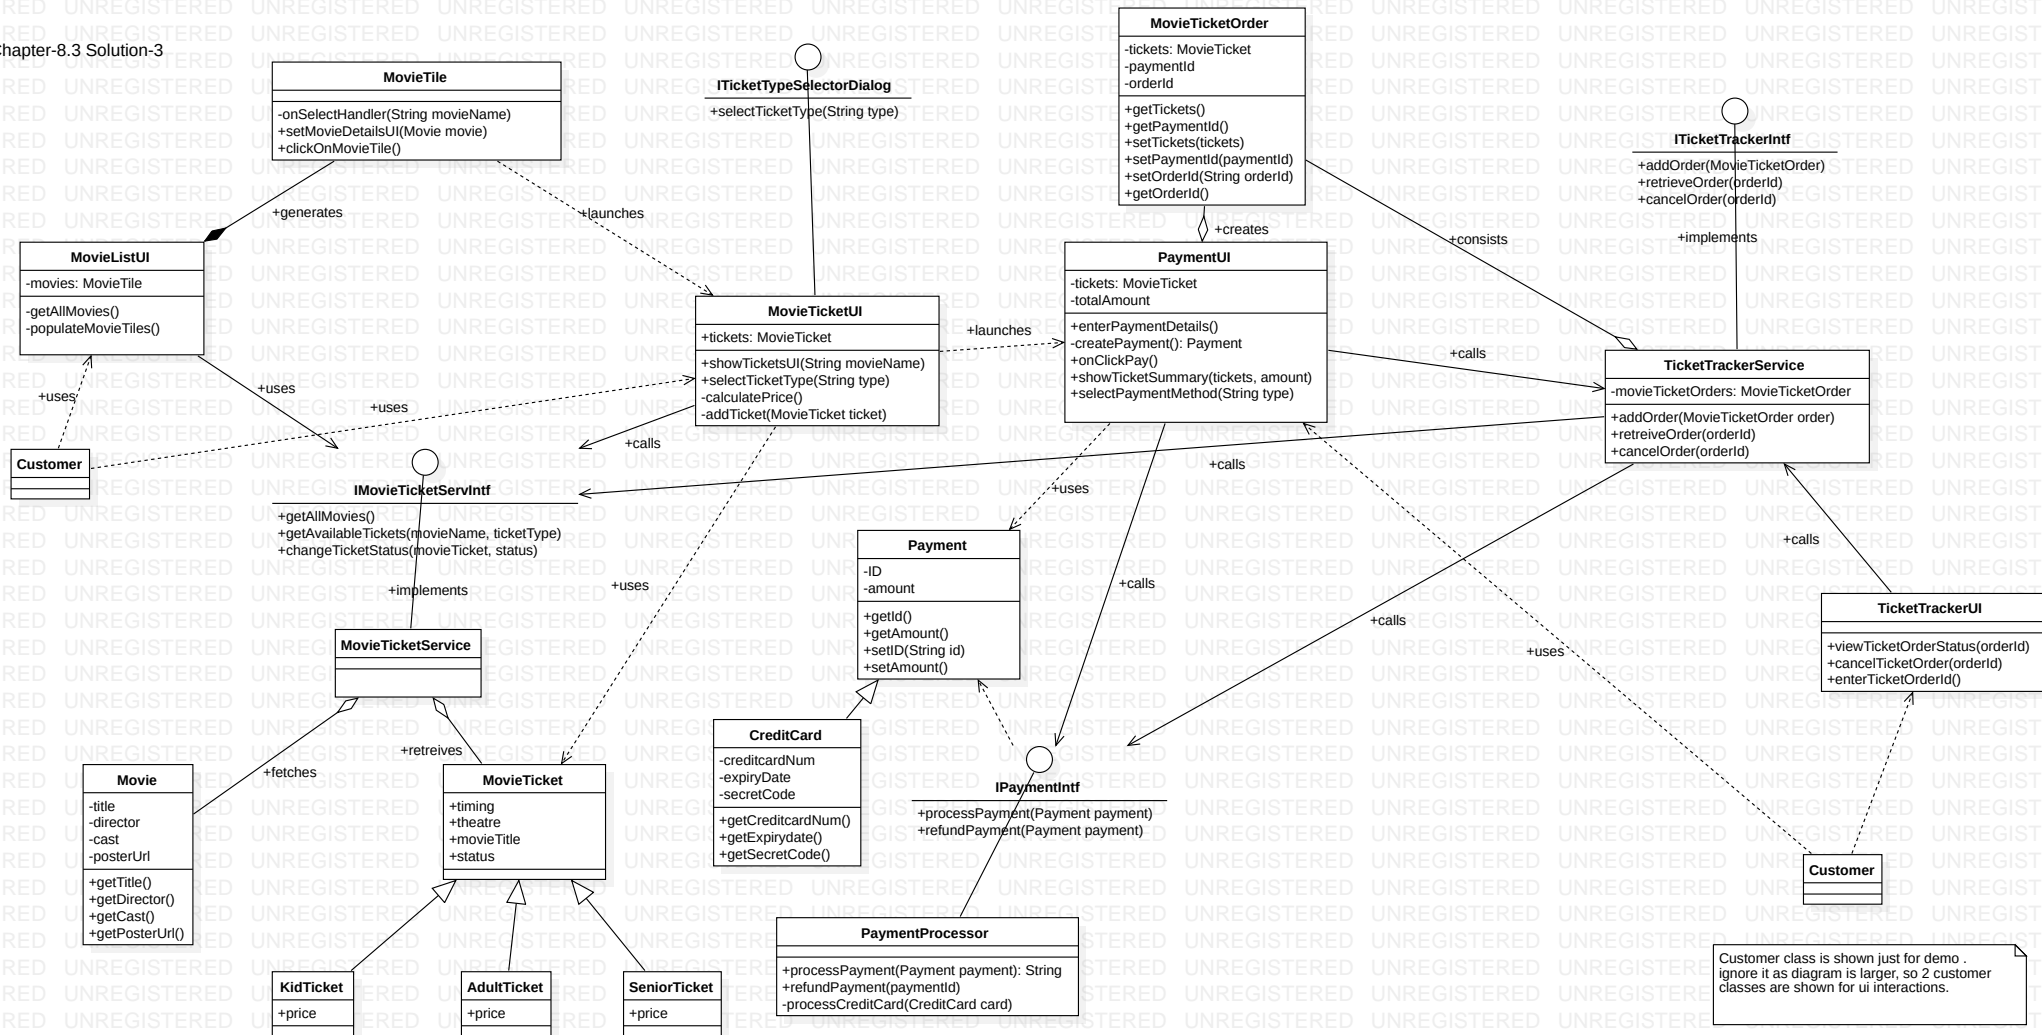 hapter-8.3 Solution-3
MovieTile
-onSelectHandler(String movieName)
+setMovieDetailsUI(Movie movie)
+clickOnMovieTile()
ITicketTypeSelectorDialog
+selectTicketType(String type)
MovieTicketOrder
-tickets: MovieTicket
-paymentId
-orderId
+getTickets()
+getPaymentId()
+setTickets(tickets)
+setPaymentId(paymentId)
+setOrderId(String orderId)
+getOrderId()
ITicketTrackerIntf
+addOrder(MovieTicketOrder)
+retrieveOrder(orderId)
+cancelOrder(orderId)
+implements
+generates
+launches
+creates
+consists
MovieListUI
-movies: MovieTile
-getAllMovies()
-populateMovieTiles()
MovieTicketUI
+tickets: MovieTicket
+showTicketsUI(String movieName)
+selectTicketType(String type)
-calculatePrice()
-addTicket(MovieTicket ticket)
+launches
PaymentUI
-tickets: MovieTicket
-totalAmount
+enterPaymentDetails()
-createPayment(): Payment
+onClickPay()
+showTicketSummary(tickets, amount)
+selectPaymentMethod(String type)
+calls
TicketTrackerService
-movieTicketOrders: MovieTicketOrder
+addOrder(MovieTicketOrder order)
+retreiveOrder(orderId)
+cancelOrder(orderId)
+uses
+uses
+uses
+calls
+calls
+uses
Customer
IMovieTicketServIntf
+getAllMovies()
+getAvailableTickets(movieName, ticketType)
+changeTicketStatus(movieTicket, status)
+implements
+uses
Payment
-ID
-amount
+getId()
+getAmount()
+setID(String id)
+setAmount()
+calls
+calls
+calls
+uses
TicketTrackerUI
+viewTicketOrderStatus(orderId)
+cancelTicketOrder(orderId)
+enterTicketOrderId()
MovieTicketService
+fetches
+retreives
Movie
-title
-director
-cast
-posterUrl
+getTitle()
+getDirector()
+getCast()
+getPosterUrl()
MovieTicket
+timing
+theatre
+movieTitle
+status
CreditCard
-creditcardNum
-expiryDate
-secretCode
+getCreditcardNum()
+getExpirydate()
+getSecretCode()
IPaymentIntf
+processPayment(Payment payment)
+refundPayment(Payment payment)
Customer
KidTicket
+price
AdultTicket
+price
SeniorTicket
+price
PaymentProcessor
+processPayment(Payment payment): String
+refundPayment(paymentId)
-processCreditCard(CreditCard card)
Customer class is shown just for demo .
ignore it as diagram is larger, so 2 customer
classes are shown for ui interactions.